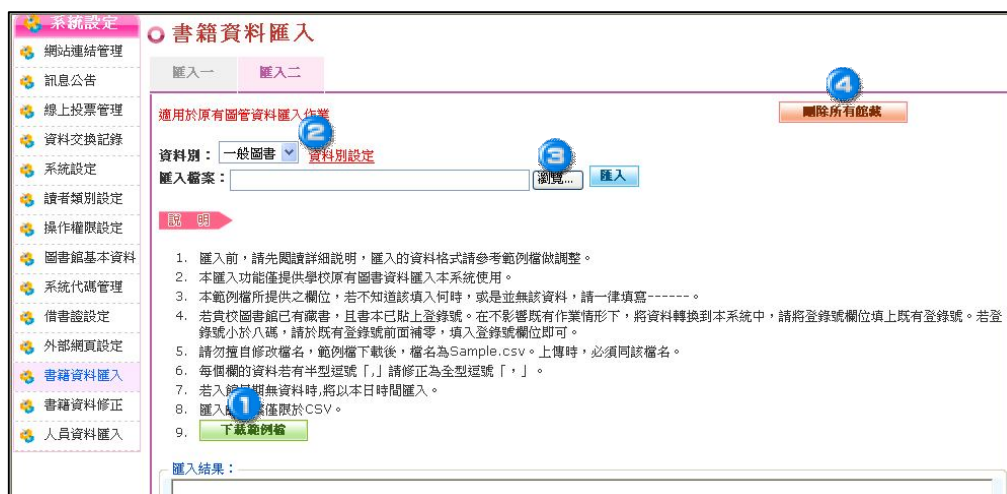 系統設定
網站連結管理
訊息公告
線上投票管理
資料交換記錄
系統設定
讀者類別設定
操作權限設定
圖書館基本資料
系統代碼管理
借書證設定
外部網頁設定
書籍資料匯入
書籍資料修正
人員資料匯入
書籍資料匯入
匯入一 匯入二
適用於原有圖管資料匯入作業
4
刪除所有館藏
2
資料別： 一般圖書 資料別設定
3
匯入檔案： 瀏覽... 匯入
說 明
1. 匯入前，請先閱讀詳細說明，匯入的資料格式請參考範例檔做調整。
2. 本匯入功能僅提供學校原有圖書資料匯入本系統使用。
3. 本範例檔所提供之欄位，若不知道該填入何時，或是並無該資料，請一律填寫------。
4. 若貴校圖書館已有藏書，且書本已貼上登錄號。在不影響既有作業情形下，將資料轉換到本系統中，請將登錄號欄位填上既有登錄號。若登
錄號小於八碼，請於既有登錄號前面補零，填入登錄號欄位即可。
5. 請勿擅自修改檔名，範例檔下載後，檔名為Sample.csv。上傳時，必須同該檔名。
6. 每個欄的資料若有半型逗號「,」請修正為全型逗號「，」。
7. 若入館日期無資料時,將以本日時間匯入。
8. 匯入 僅限於CSV。
1
9. 下載範例檔
匯入結果：